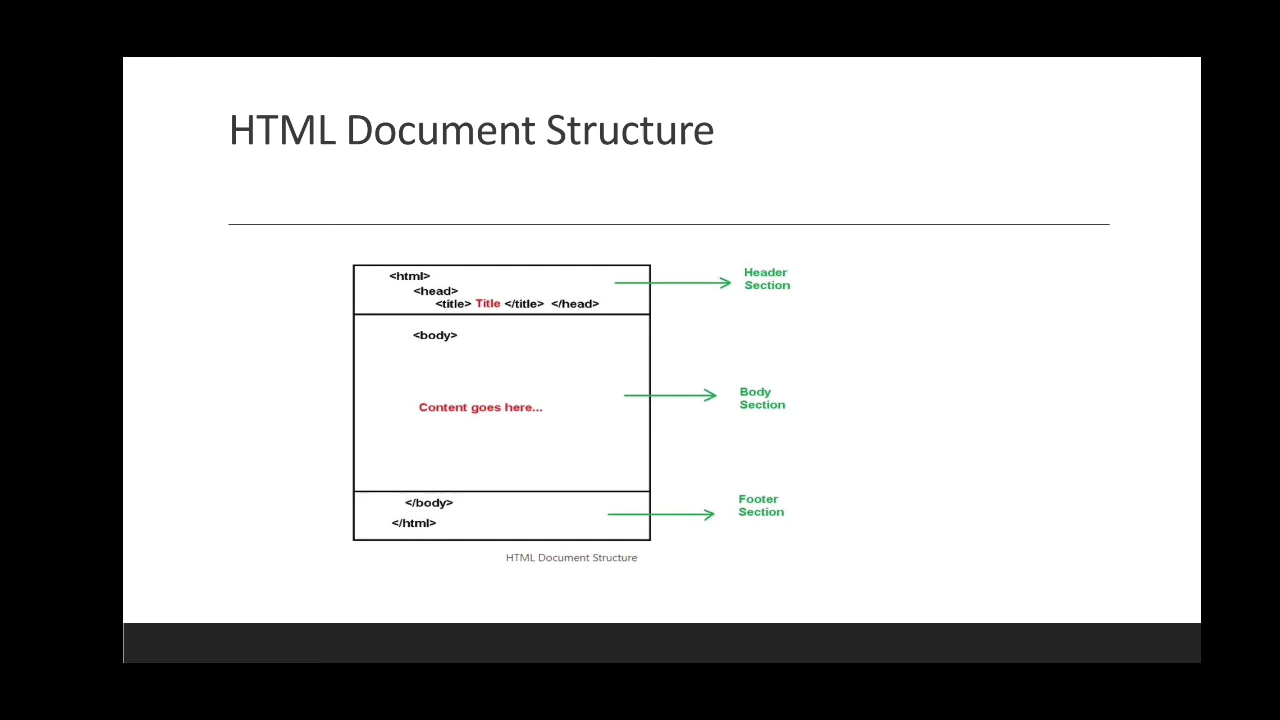 HTML Document Structure
<html>
<head>
<title> Title </title> </head>
Header
Section
<body>
Content goes here...
Body
Section
</body>
</html>
Footer
Section
HTML Document Structure